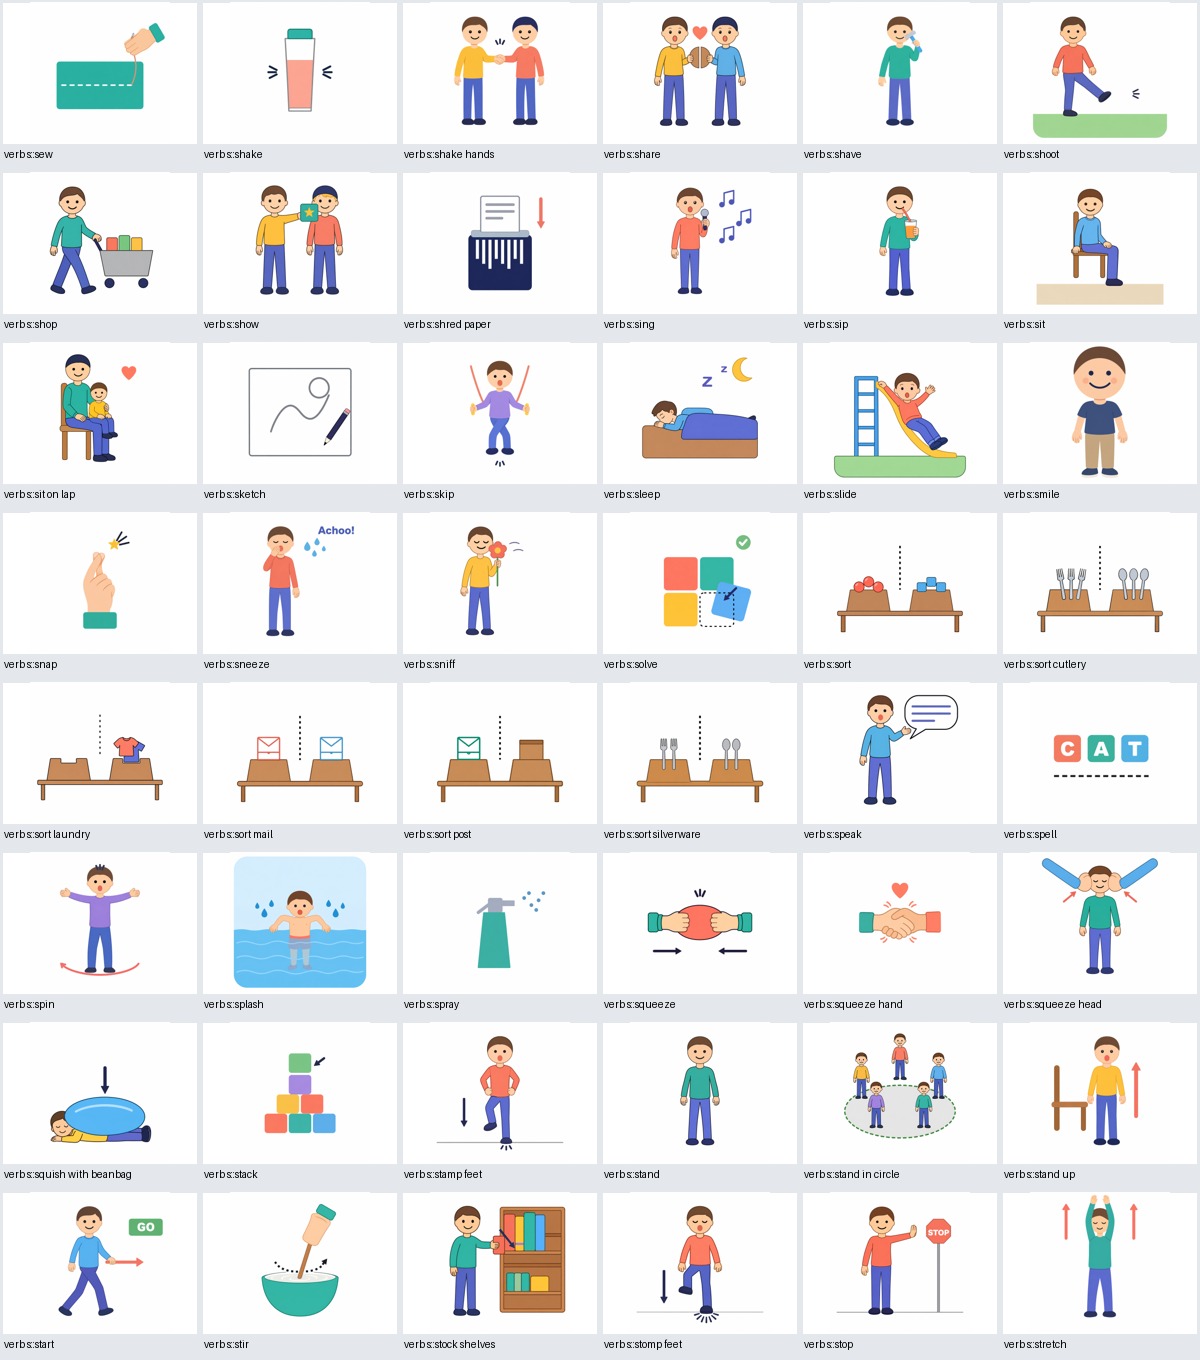 verbs::sew
verbs::shake
verbs::shake hands
verbs::share
verbs::shave
verbs::shoot
verbs::shop
verbs::show
verbs::shred paper
verbs::sing
verbs::sip
verbs::sit
z
Z
verbs::sit on lap
verbs::sketch
verbs::skip
verbs::sleep
verbs::slide
verbs::smile
Achoo!
verbs::snap
verbs::sneeze
verbs::sniff
verbs::solve
verbs::sort
verbs::sort cutlery
C A T
verbs::sort laundry
verbs::sort mail
verbs::sort post
verbs::sort silverware
verbs::speak
verbs::spell
verbs::spin
verbs::splash
verbs::spray
verbs::squeeze
verbs::squeeze hand
verbs::squeeze head
verbs::squish with beanbag
verbs::stack
verbs::stamp feet
verbs::stand
verbs::stand in circle
verbs::stand up
GO
STOP
verbs::start
verbs::stir
verbs::stock shelves
verbs::stomp feet
verbs::stop
verbs::stretch